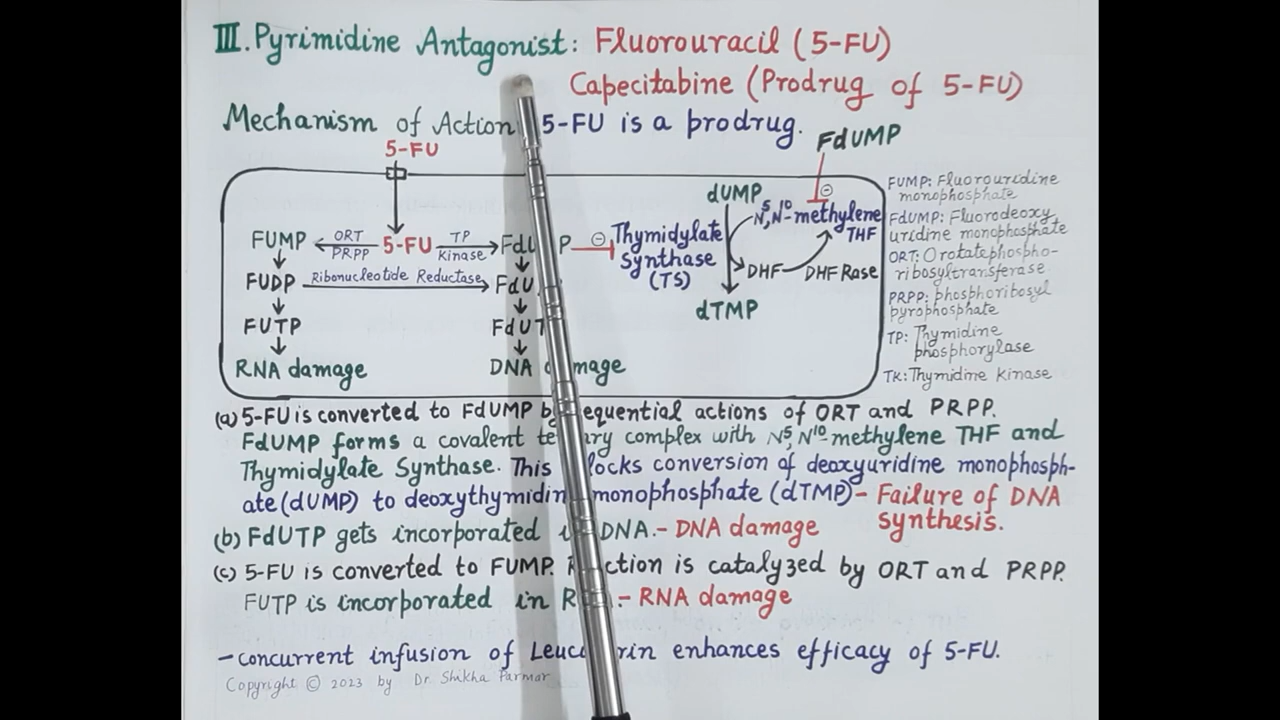 III. Pyrimidine Antagonist: Fluorouracil (5-FU)
Capecitabine (Prodrug of 5-FU)
Mechanism of Action 5-FU is a prodrug.
5-FU
FdUMP
dUMP
N5,N10-methylene
THF
FUMP ORT PRPP 5-FU TP Kinase P
Thymidylate
Synthase
(TS)
DHF DHFRase
FUDP Ribonucleotide Reductase
dTMP
FUTP
RNA damage DNA
FUMP: Fluorouridine
monophosphate
FdUMP: Fluorodeoxy
uridine monophosphate
ORT: Orotatephospho-
ribosyltransferase
PRPP: phosphoribosyl
pyrophosphate
TP: Thymidine
phosphorylase
TK: Thymidine kinase
(a) 5-FU is converted to FdUMP actions of ORT and PRPP.
FdUMP forms a covalent complex with N5,N10-methylene THF and
Thymidylate Synthase. This conversion of deoxyuridine monophosph-
ate (dUMP) to monophosphate (dTMP) - Failure of DNA
synthesis.
(b) FdUTP gets incorporated DNA. - DNA damage
(c) 5-FU is converted to FUMP. is catalyzed by ORT and PRPP.
FUTP is incorporated in - RNA damage
- concurrent infusion of enhances efficacy of 5-FU.
Copyright © 2023 by Dr. Shikha Parmar